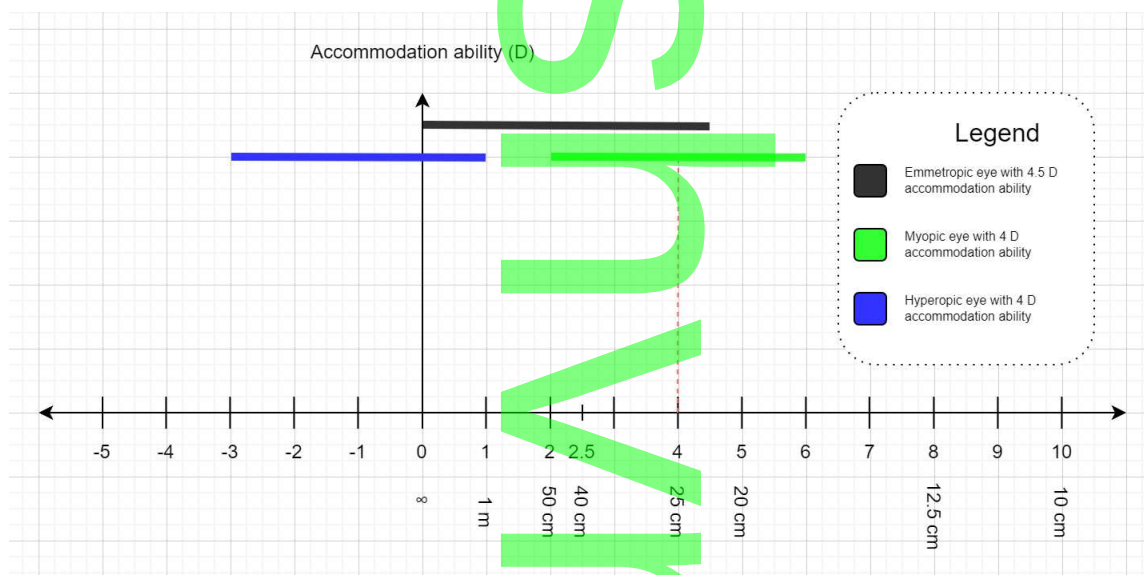 Accommodation ability (D)
Legend
Emmetropic eye with 4.5 D
accommodation ability
Myopic eye with 4 D
accommodation ability
Hyperopic eye with 4 D
accommodation ability
-5 -4 -3 -2 -1 0 1 2 2.5 4 5 6 7 8 9 10
∞ 1 m 50 cm 40 cm 25 cm 20 cm 12.5 cm 10 cm